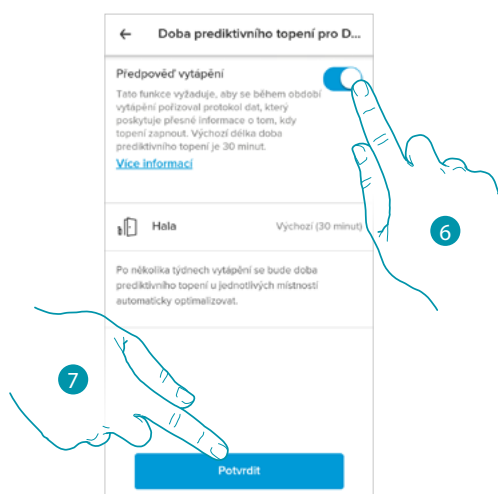 ← Doba prediktivního topení pro D...
Předpověď vytápění
Tato funkce vyžaduje, aby se během období
vytápění pořizoval protokol dat, který
poskytuje přesné informace o tom, kdy
topení zapnout. Výchozí délka doba
prediktivního topení je 30 minut.
Více informací
6
Hala Výchozí (30 minut)
Po několika týdnech vytápění se bude doba
prediktivního topení u jednotlivých místností
automaticky optimalizovat.
7
Potvrdit